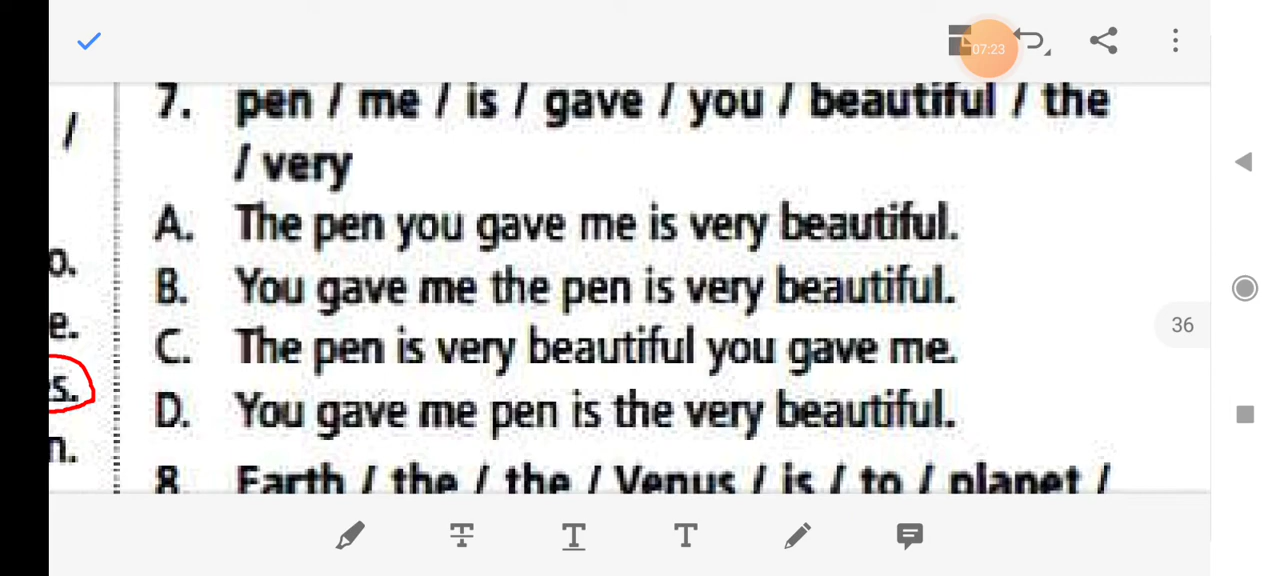 07:23
7. pen / me / is / gave / you / beautiful / the
/ very
/
A. The pen you gave me is very beautiful.
o.
B. You gave me the pen is very beautiful.
e.
C. The pen is very beautiful you gave me.
36
s.
D. You gave me pen is the very beautiful.
n.
8. Earth / the / the / Venus / is / to / planet /
T T T